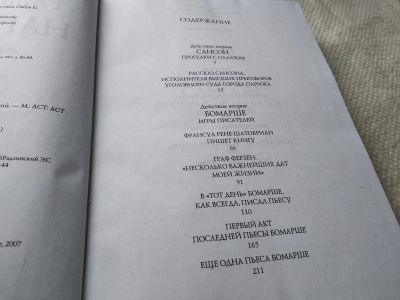 СОДЕРЖАНИЕ
Действие первое
САНСОН
ПРОГУЛКИ С ПАЛАЧОМ
9
РАССКАЗ САНСОНА,
ИСПОЛНИТЕЛЯ ВЫСШИХ ПРИГОВОРОВ
УГОЛОВНОГО СУДА ГОРОДА ПАРИЖА
15
Действие второе
БОМАРШЕ
ИГРЫ ПИСАТЕЛЕЙ
ФРАНСУА РЕНЕ ШАТОБРИАН
ПИШЕТ КНИГУ
66
ГРАФ ФЕРЗЕН:
«НЕСКОЛЬКО ВАЖНЕЙШИХ ДАТ
МОЕЙ ЖИЗНИ»
91
В «ТОТ ДЕНЬ» БОМАРШЕ,
КАК ВСЕГДА, ПИСАЛ ПЬЕСУ
110
ПЕРВЫЙ АКТ
ПОСЛЕДНЕЙ ПЬЕСЫ БОМАРШЕ
165
ЕЩЕ ОДНА ПЬЕСА БОМАРШЕ
211
НА
М.: АСТ: АСТ
Радзинский Э.С
44
, 2007